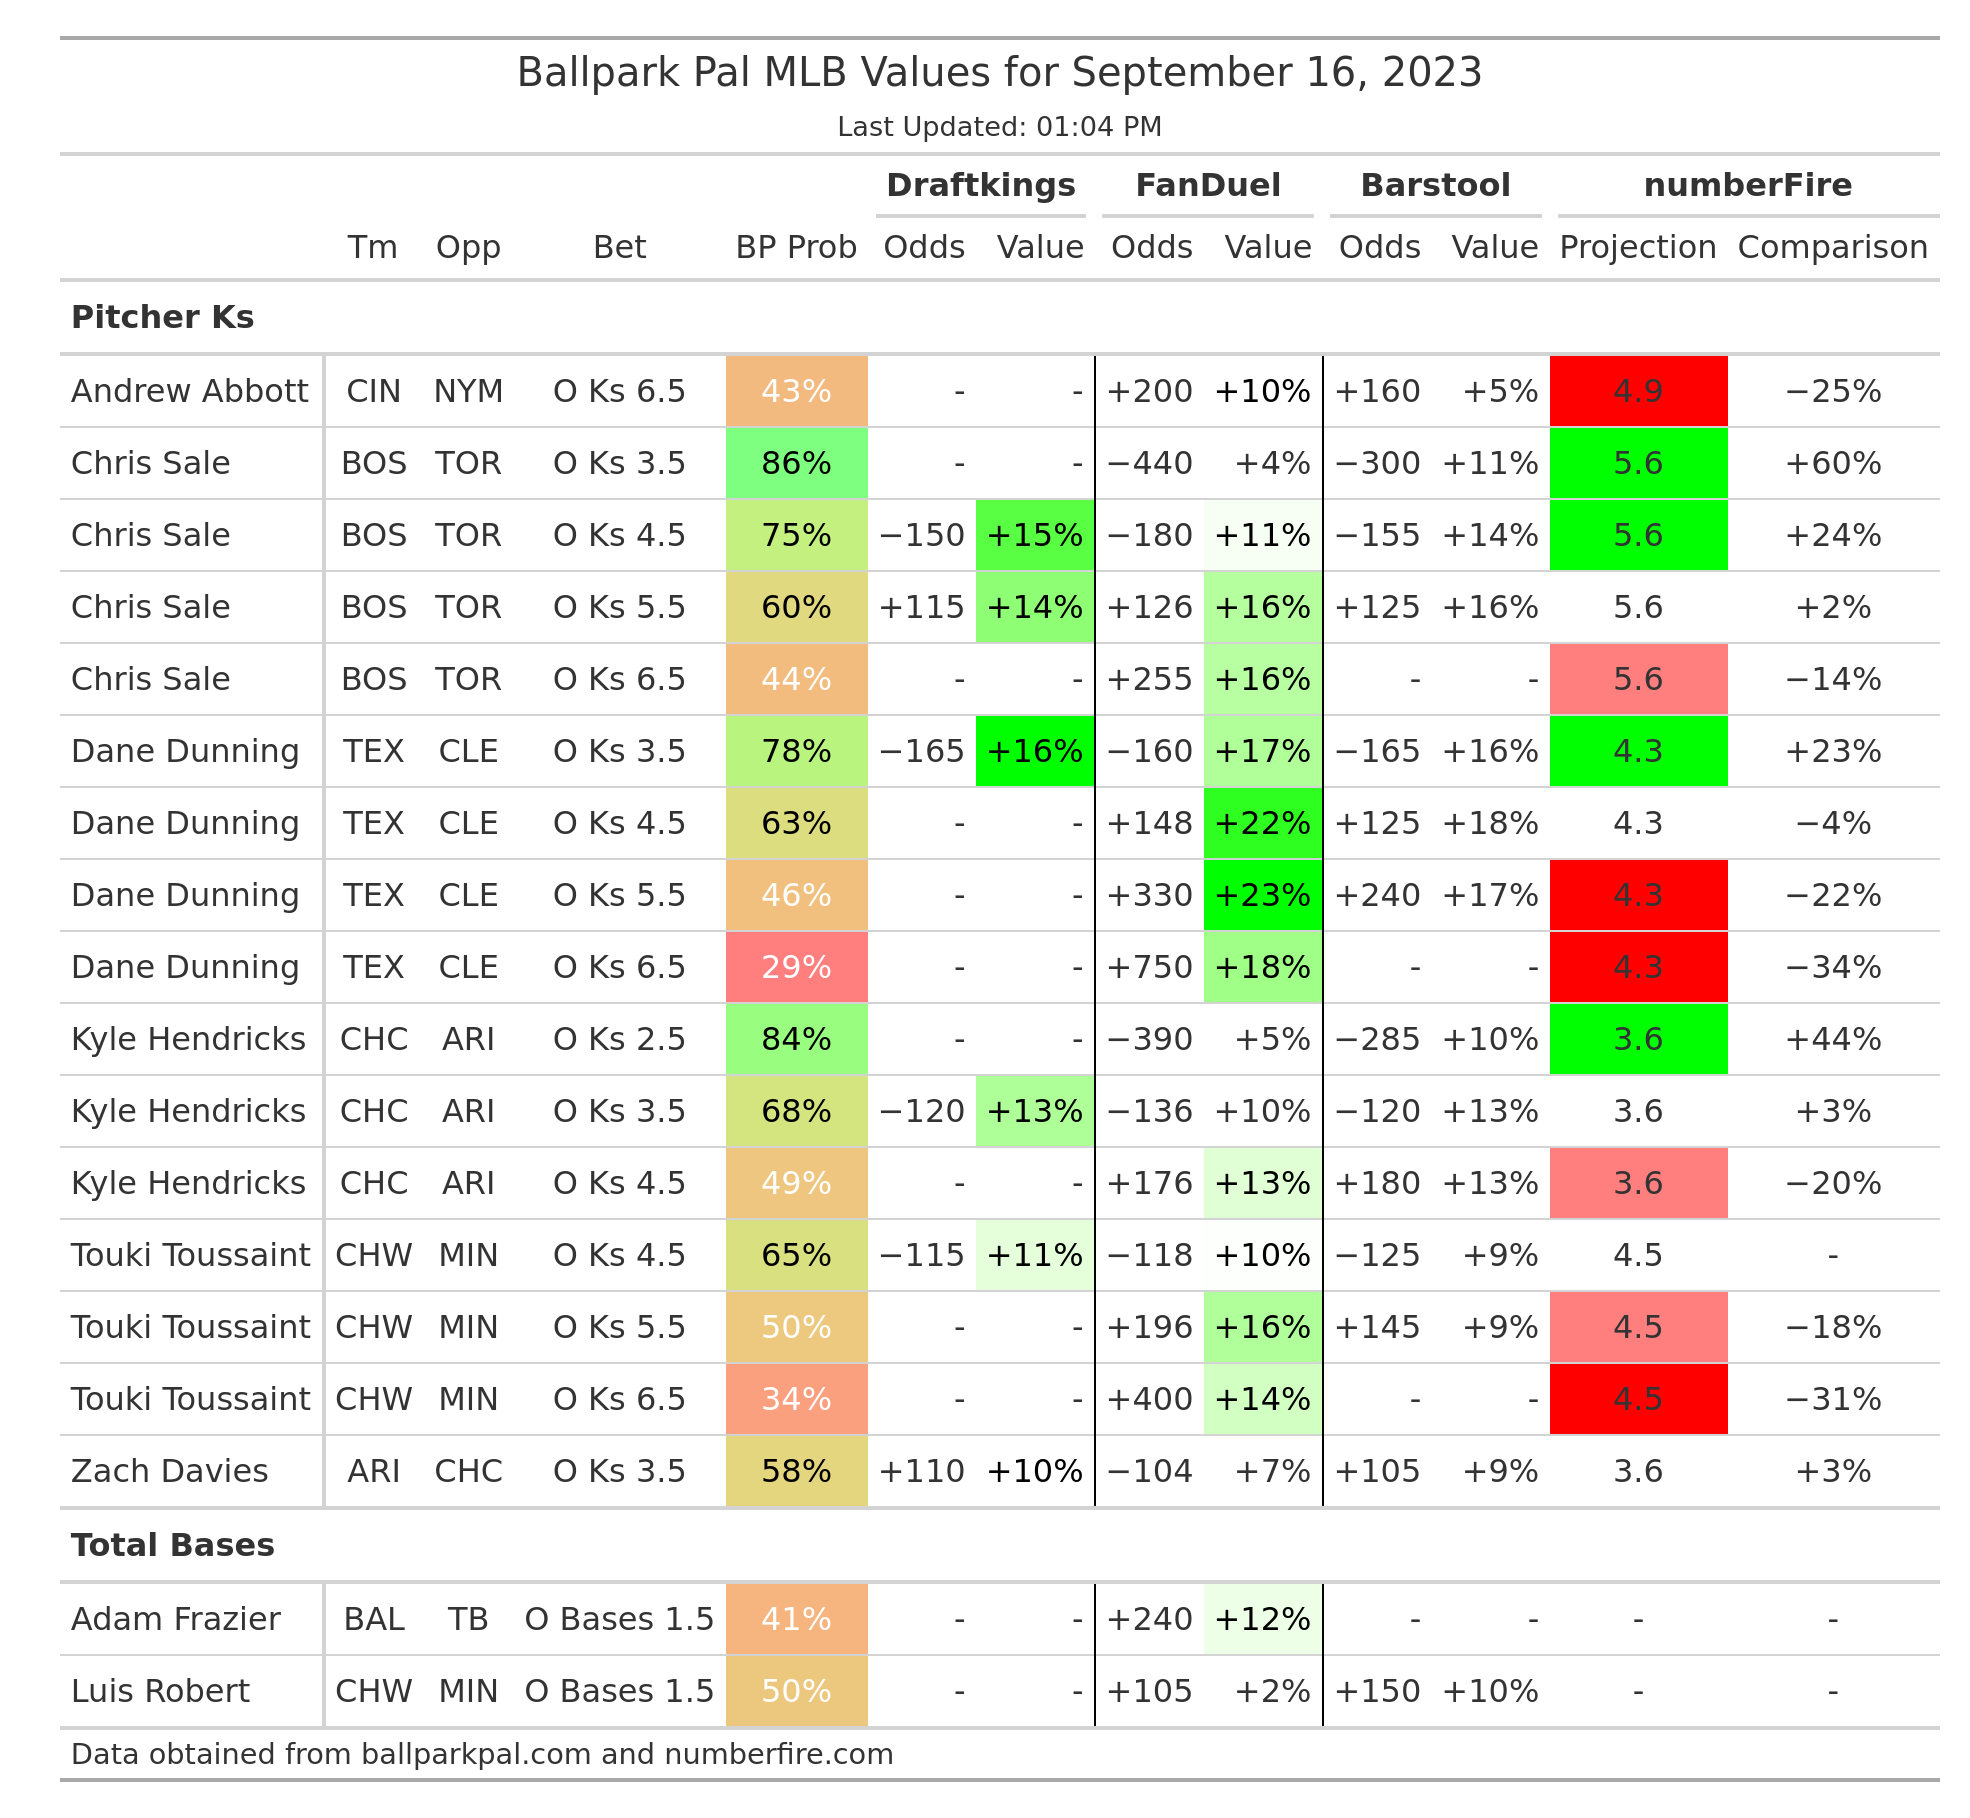 Ballpark Pal MLB Values for September 16, 2023
Last Updated: 01:04 PM
Draftkings FanDuel Barstool numberFire
Tm Opp Bet BP Prob Odds Value Odds Value Odds Value Projection Comparison
Pitcher Ks
Andrew Abbott CIN NYM O Ks 6.5 43% - - +200 +10% +160 +5% 4.9 −25%
Chris Sale BOS TOR O Ks 3.5 86% - - −440 +4% −300 +11% 5.6 +60%
Chris Sale BOS TOR O Ks 4.5 75% −150 +15% −180 +11% −155 +14% 5.6 +24%
Chris Sale BOS TOR O Ks 5.5 60% +115 +14% +126 +16% +125 +16% 5.6 +2%
Chris Sale BOS TOR O Ks 6.5 44% - - +255 +16% - - 5.6 −14%
Dane Dunning TEX CLE O Ks 3.5 78% −165 +16% −160 +17% −165 +16% 4.3 +23%
Dane Dunning TEX CLE O Ks 4.5 63% - - +148 +22% +125 +18% 4.3 −4%
Dane Dunning TEX CLE O Ks 5.5 46% - - +330 +23% +240 +17% 4.3 −22%
Dane Dunning TEX CLE O Ks 6.5 29% - - +750 +18% - - 4.3 −34%
Kyle Hendricks CHC ARI O Ks 2.5 84% - - −390 +5% −285 +10% 3.6 +44%
Kyle Hendricks CHC ARI O Ks 3.5 68% −120 +13% −136 +10% −120 +13% 3.6 +3%
Kyle Hendricks CHC ARI O Ks 4.5 49% - - +176 +13% +180 +13% 3.6 −20%
Touki Toussaint CHW MIN O Ks 4.5 65% −115 +11% −118 +10% −125 +9% 4.5 -
Touki Toussaint CHW MIN O Ks 5.5 50% - - +196 +16% +145 +9% 4.5 −18%
Touki Toussaint CHW MIN O Ks 6.5 34% - - +400 +14% - - 4.5 −31%
Zach Davies ARI CHC O Ks 3.5 58% +110 +10% −104 +7% +105 +9% 3.6 +3%
Total Bases
Adam Frazier BAL TB O Bases 1.5 41% - - +240 +12% - - - -
Luis Robert CHW MIN O Bases 1.5 50% - - +105 +2% +150 +10% - -
Data obtained from ballparkpal.com and numberfire.com